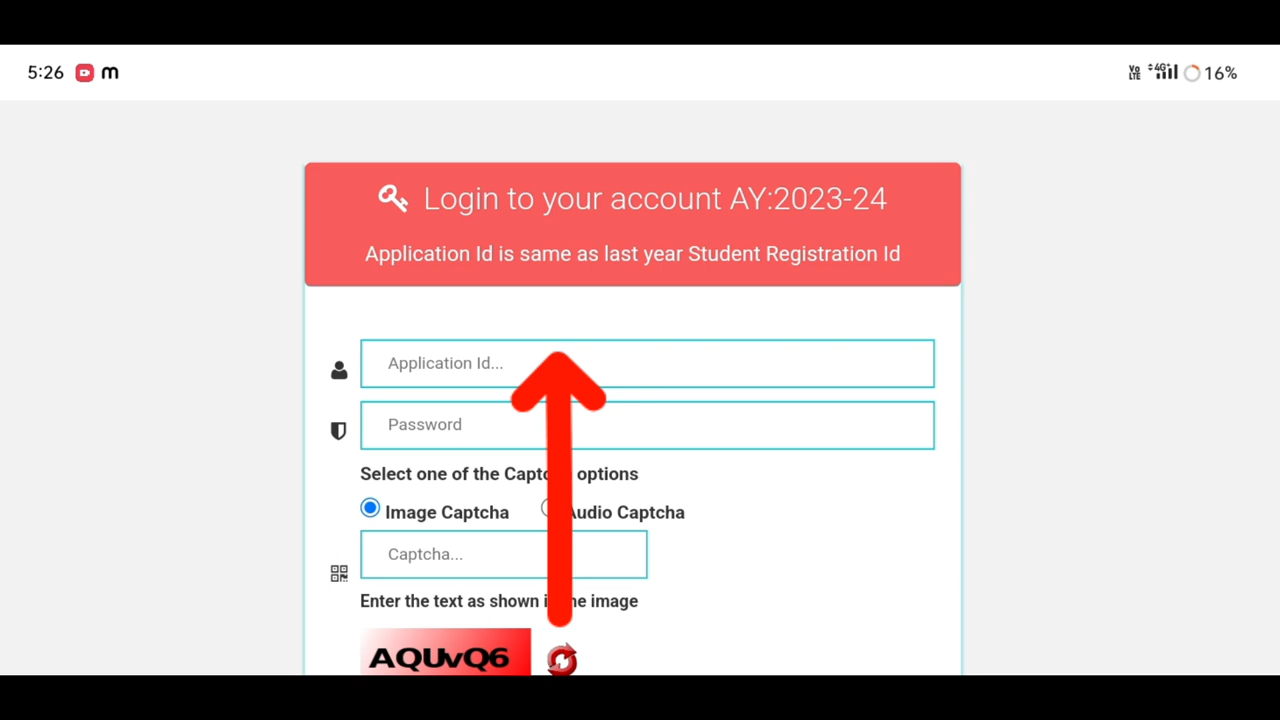 5:26 m VoLTE 4G+ 16%
Login to your account AY:2023-24
Application Id is same as last year Student Registration Id
Application Id...
Password
Select one of the options
Image Captcha Audio Captcha
Captcha...
Enter the text as shown image
AQUvQ6